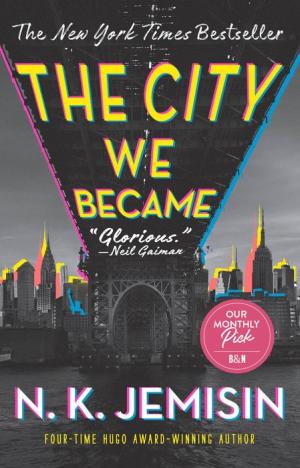 The New York Times Bestseller
THE CITY
WE
BECAME
"Glorious."
—Neil Gaiman
OUR
MONTHLY
Pick
B&N
N. K. JEMISIN
FOUR-TIME HUGO AWARD-WINNING AUTHOR